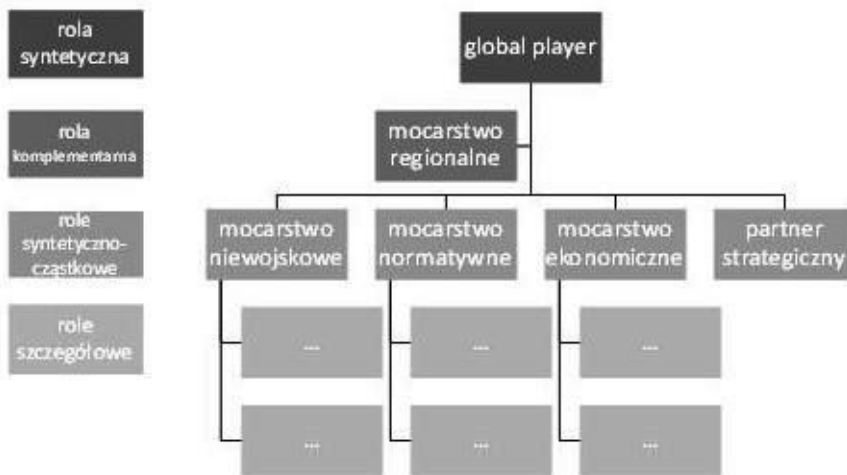 rola
syntetyczna
global player
rola
komplementarna
mocarstwo
regionalne
role
syntetyczno-
cząstkowe
mocarstwo
niewojskowe
mocarstwo
normatywne
mocarstwo
ekonomiczne
partner
strategiczny
role
szczegółowe
...
...
...
...
...
...